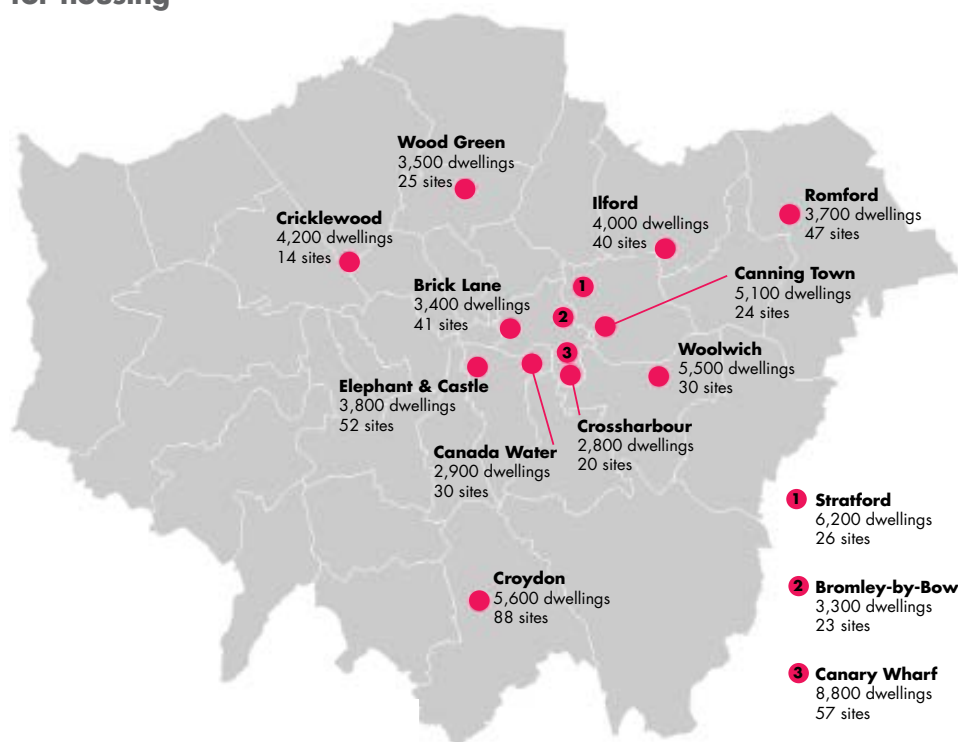 for housing
Wood Green
3,500 dwellings
25 sites
Ilford
4,000 dwellings
40 sites
Romford
3,700 dwellings
47 sites
Cricklewood
4,200 dwellings
14 sites
Brick Lane
3,400 dwellings
41 sites
1
2
3
Canning Town
5,100 dwellings
24 sites
Woolwich
5,500 dwellings
30 sites
Elephant & Castle
3,800 dwellings
52 sites
Crossharbour
2,800 dwellings
20 sites
Canada Water
2,900 dwellings
30 sites
Croydon
5,600 dwellings
88 sites
1 Stratford
6,200 dwellings
26 sites
2 Bromley-by-Bow
3,300 dwellings
23 sites
3 Canary Wharf
8,800 dwellings
57 sites